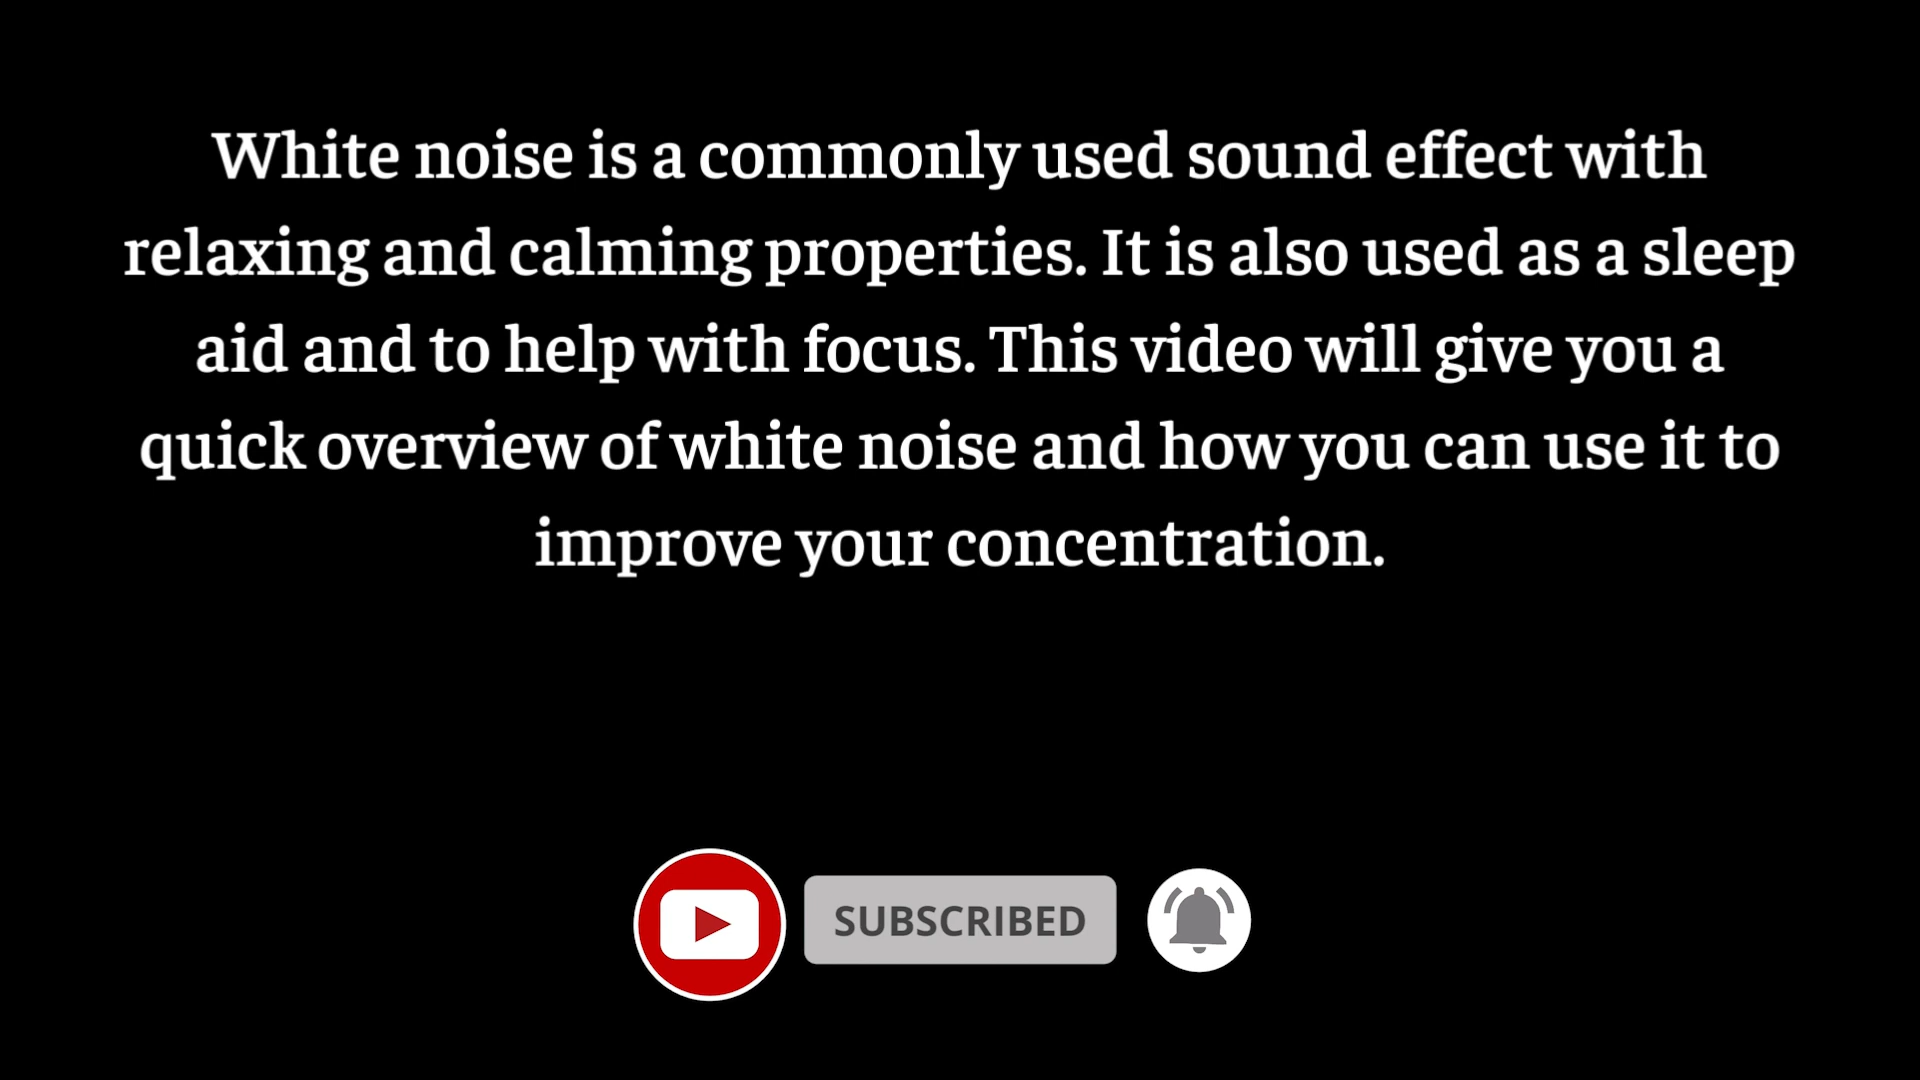 White noise is a commonly used sound effect with
relaxing and calming properties. It is also used as a sleep
aid and to help with focus. This video will give you a
quick overview of white noise and how you can use it to
improve your concentration.
SUBSCRIBED